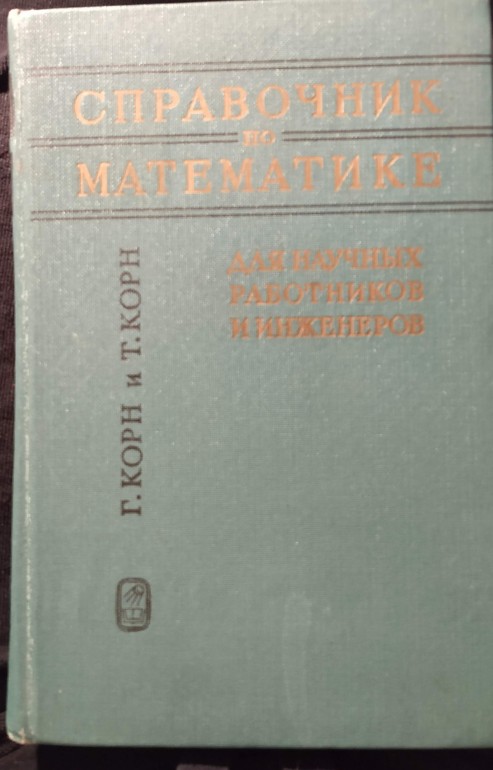 СПРАВОЧНИК
ПО
МАТЕМАТИКЕ
ДЛЯ НАУЧНЫХ
РАБОТНИКОВ
И ИНЖЕНЕРОВ
Г. КОРН и Т. КОРН